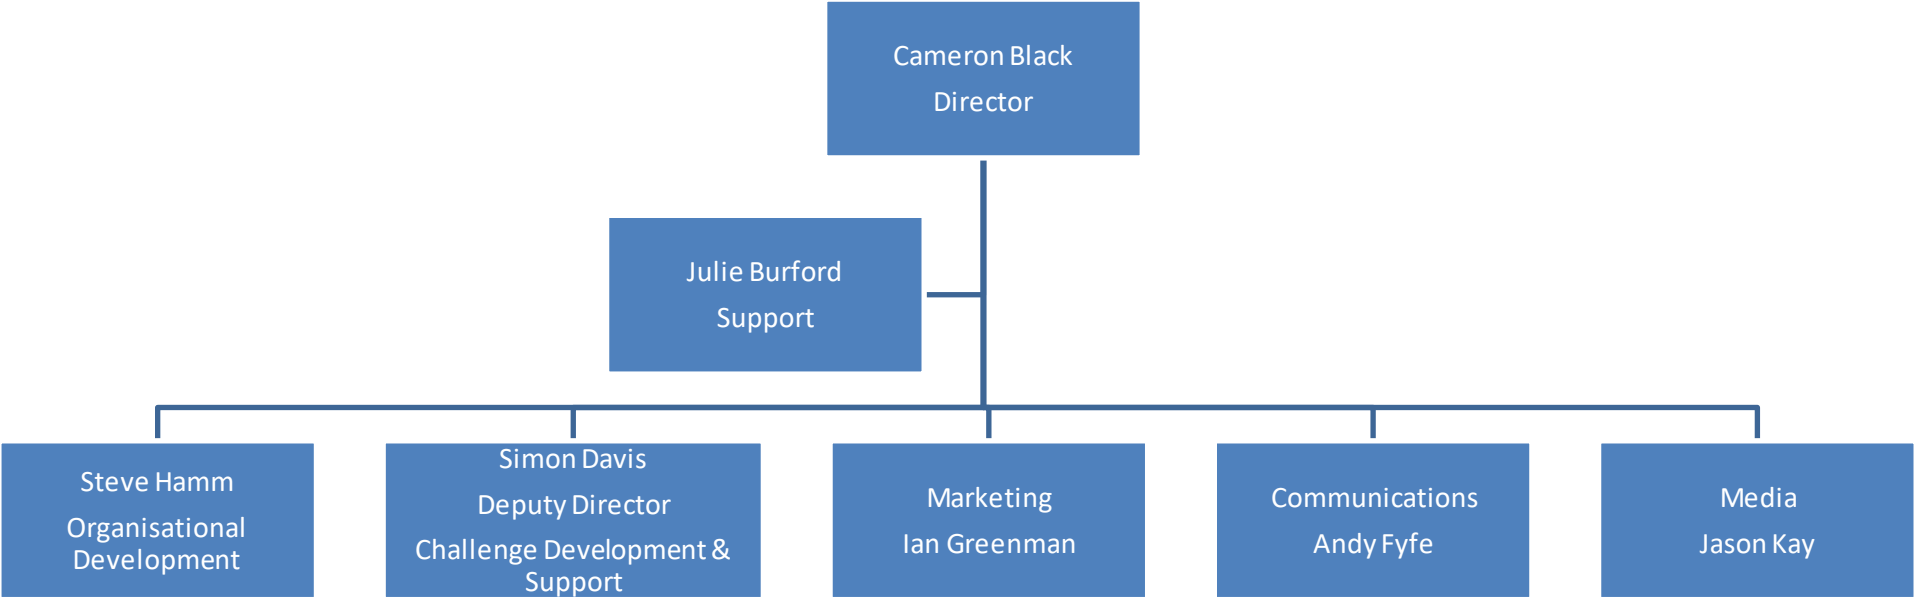 Cameron Black
Director
Julie Burford
Support
Steve Hamm
Organisational
Development
Simon Davis
Deputy Director
Challenge Development &
Support
Marketing
Ian Greenman
Communications
Andy Fyfe
Media
Jason Kay